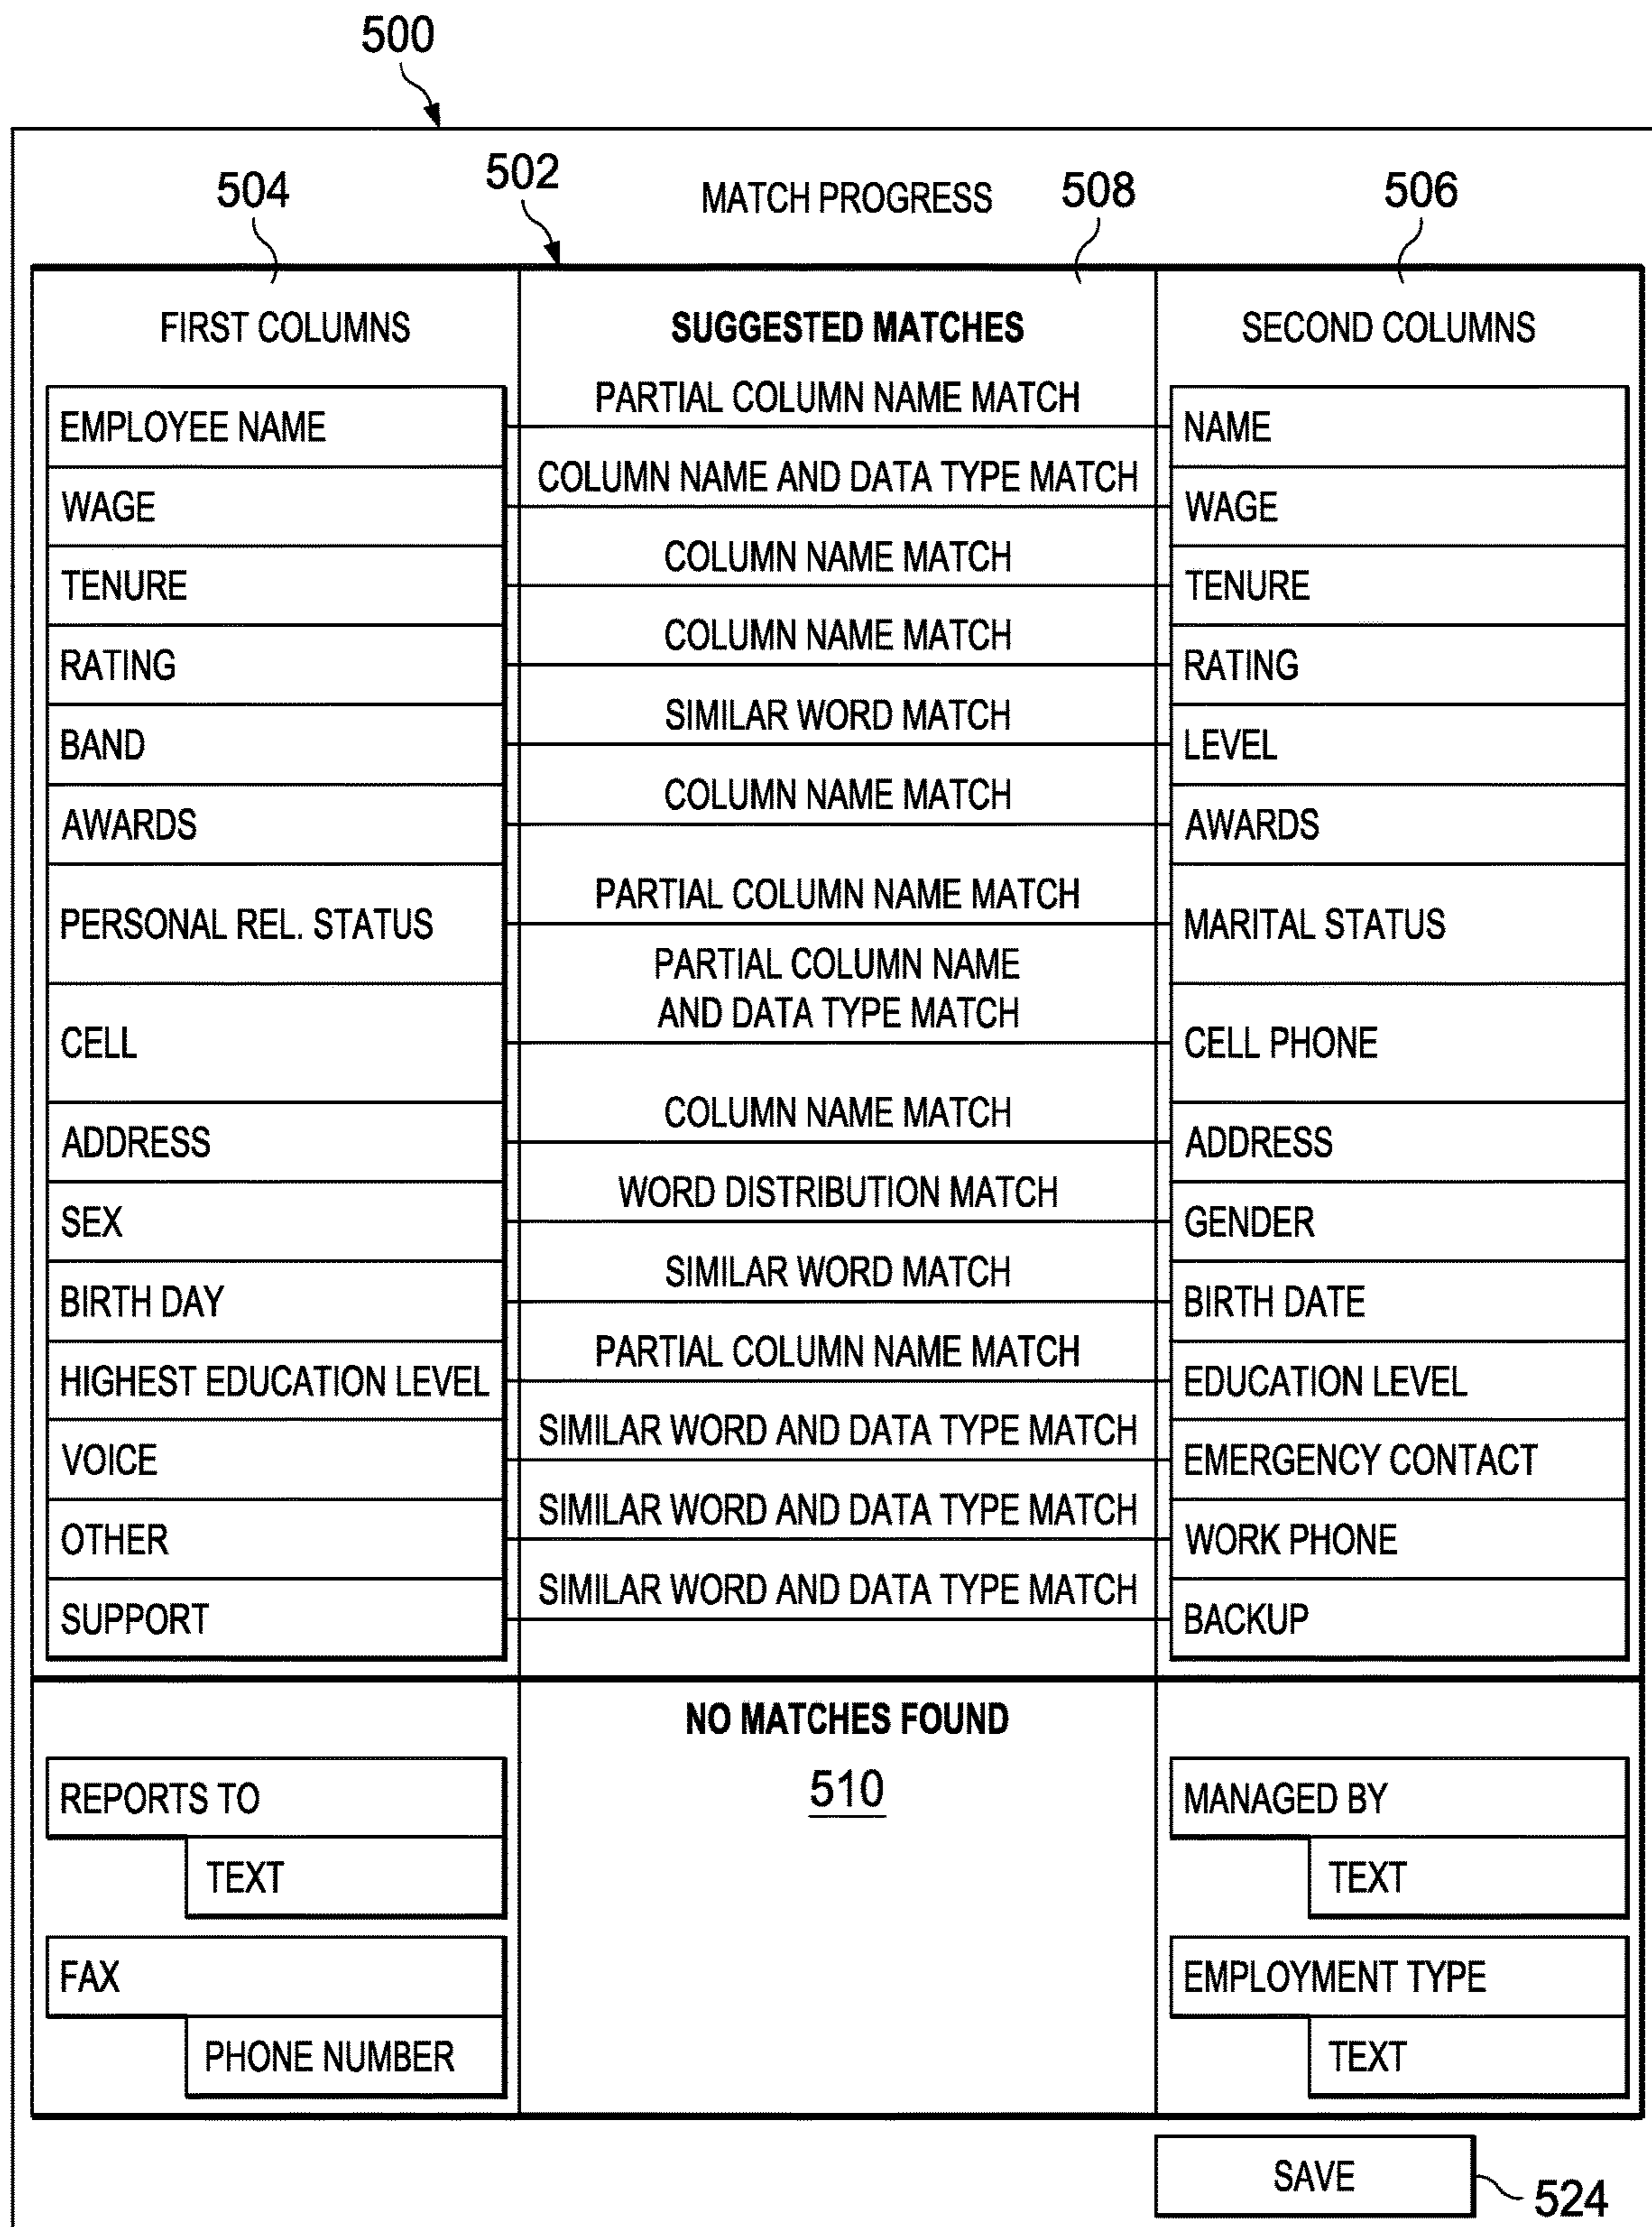 500
504
502
MATCH PROGRESS
508
506
FIRST COLUMNS
SUGGESTED MATCHES
SECOND COLUMNS
EMPLOYEE NAME
PARTIAL COLUMN NAME MATCH
NAME
WAGE
COLUMN NAME AND DATA TYPE MATCH
WAGE
TENURE
COLUMN NAME MATCH
TENURE
RATING
COLUMN NAME MATCH
RATING
BAND
SIMILAR WORD MATCH
LEVEL
AWARDS
COLUMN NAME MATCH
AWARDS
PERSONAL REL. STATUS
PARTIAL COLUMN NAME MATCH
MARITAL STATUS
CELL
PARTIAL COLUMN NAME
AND DATA TYPE MATCH
CELL PHONE
ADDRESS
COLUMN NAME MATCH
ADDRESS
SEX
WORD DISTRIBUTION MATCH
GENDER
BIRTH DAY
SIMILAR WORD MATCH
BIRTH DATE
HIGHEST EDUCATION LEVEL
PARTIAL COLUMN NAME MATCH
EDUCATION LEVEL
VOICE
SIMILAR WORD AND DATA TYPE MATCH
EMERGENCY CONTACT
OTHER
SIMILAR WORD AND DATA TYPE MATCH
WORK PHONE
SUPPORT
SIMILAR WORD AND DATA TYPE MATCH
BACKUP
NO MATCHES FOUND
510
REPORTS TO
TEXT
MANAGED BY
TEXT
FAX
PHONE NUMBER
EMPLOYMENT TYPE
TEXT
SAVE
524